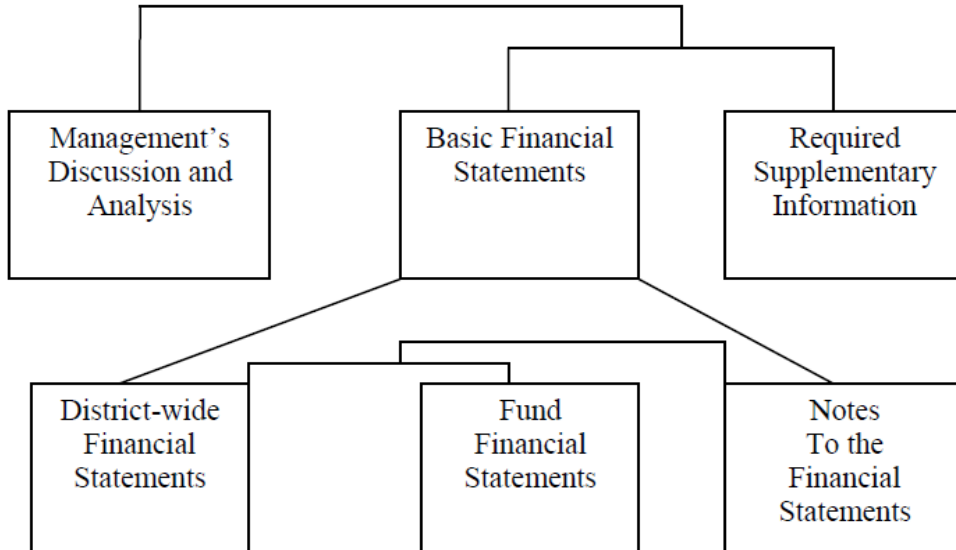 Management’s
Discussion and
Analysis
Basic Financial
Statements
Required
Supplementary
Information
District-wide
Financial
Statements
Fund
Financial
Statements
Notes
To the
Financial
Statements